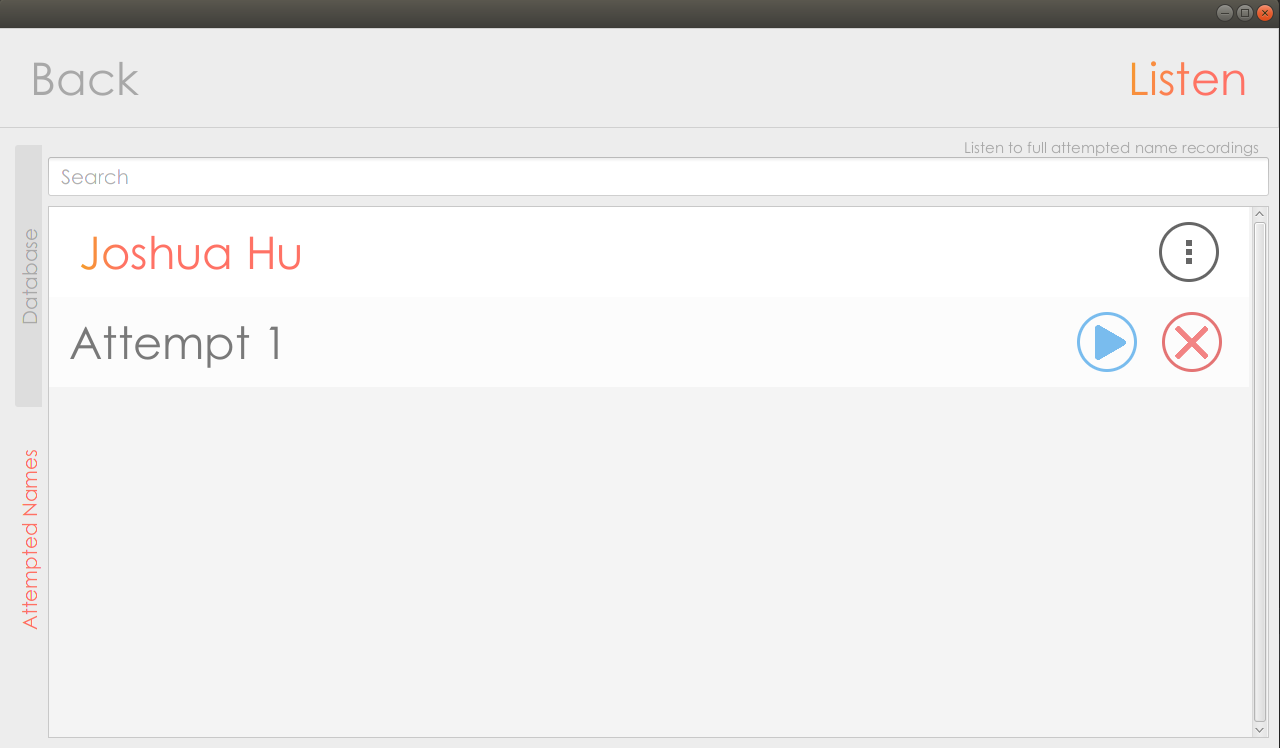 Back
Listen
Listen to full attempted name recordings
Search
Database
Joshua Hu
Attempt 1
Attempted Names